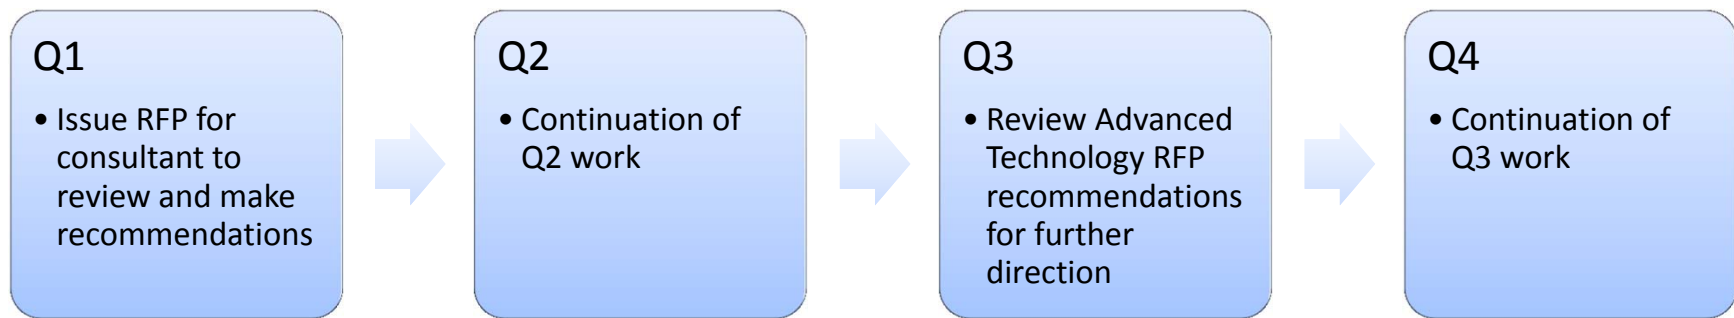 Q1
• Issue RFP for
consultant to
review and make
recommendations
Q2
• Continuation of
Q2 work
Q3
• Review Advanced
Technology RFP
recommendations
for further
direction
Q4
• Continuation of
Q3 work